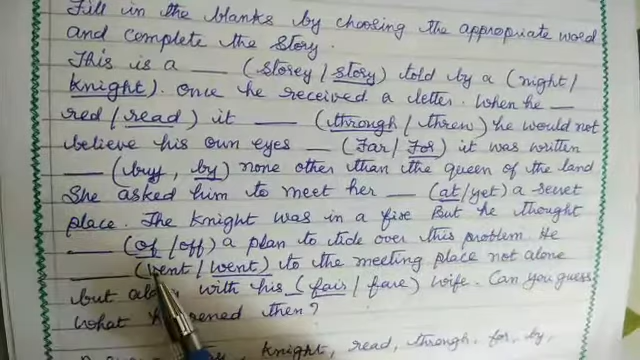 Fill in the blanks by choosing the appropriate word
and complete the story.
This is a ___ (storey / story) told by a (night /
knight). Once he received a letter. When he __
red / read) it ___ (through / threw) he would not
believe his own eyes __ (Far / For) it was written
___ (buy, by) none other than the queen of the land
She asked him to meet her ___ (at / yet) a secret
place. The knight was in a fixe But he thought
___ (of / off) a plan to tide over this problem. He
___ (vent / went) to the meeting place not alone
but with his (fair / fare) wife. Can you guess
what then?
knight, read, through, for, by,